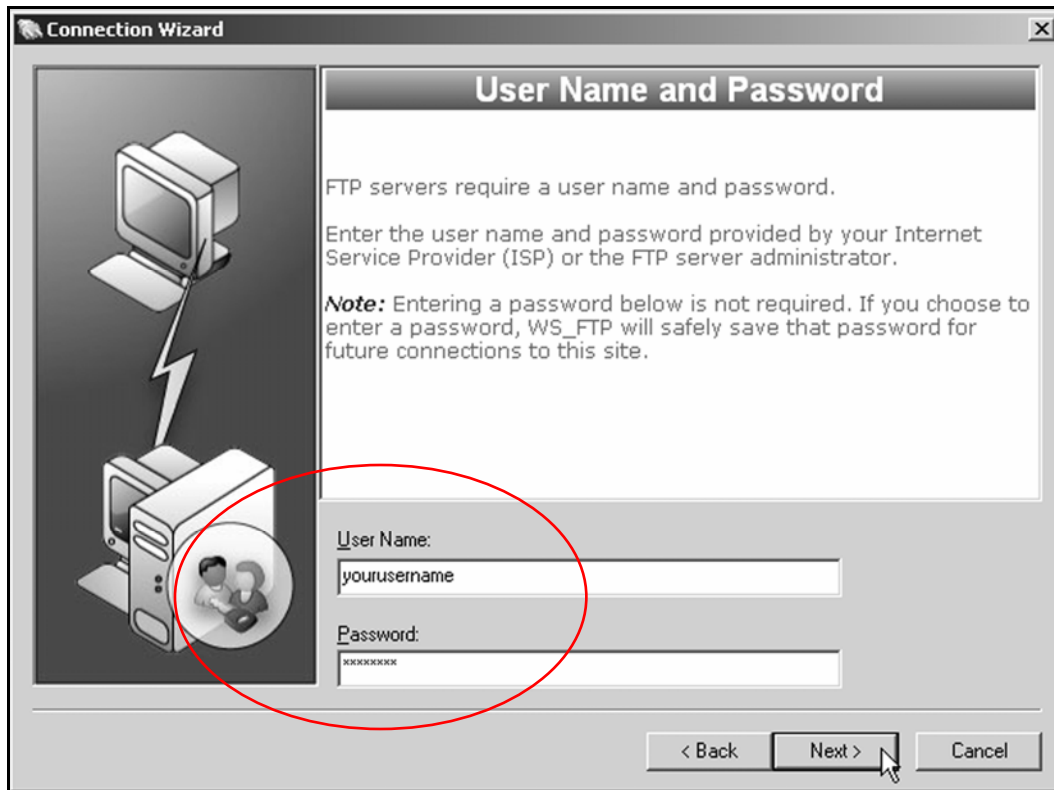 Connection Wizard
User Name and Password
FTP servers require a user name and password.
Enter the user name and password provided by your Internet
Service Provider (ISP) or the FTP server administrator.
Note: Entering a password below is not required. If you choose to
enter a password, WS_FTP will safely save that password for
future connections to this site.
User Name:
yourusername
Password:
********
< Back Next > Cancel